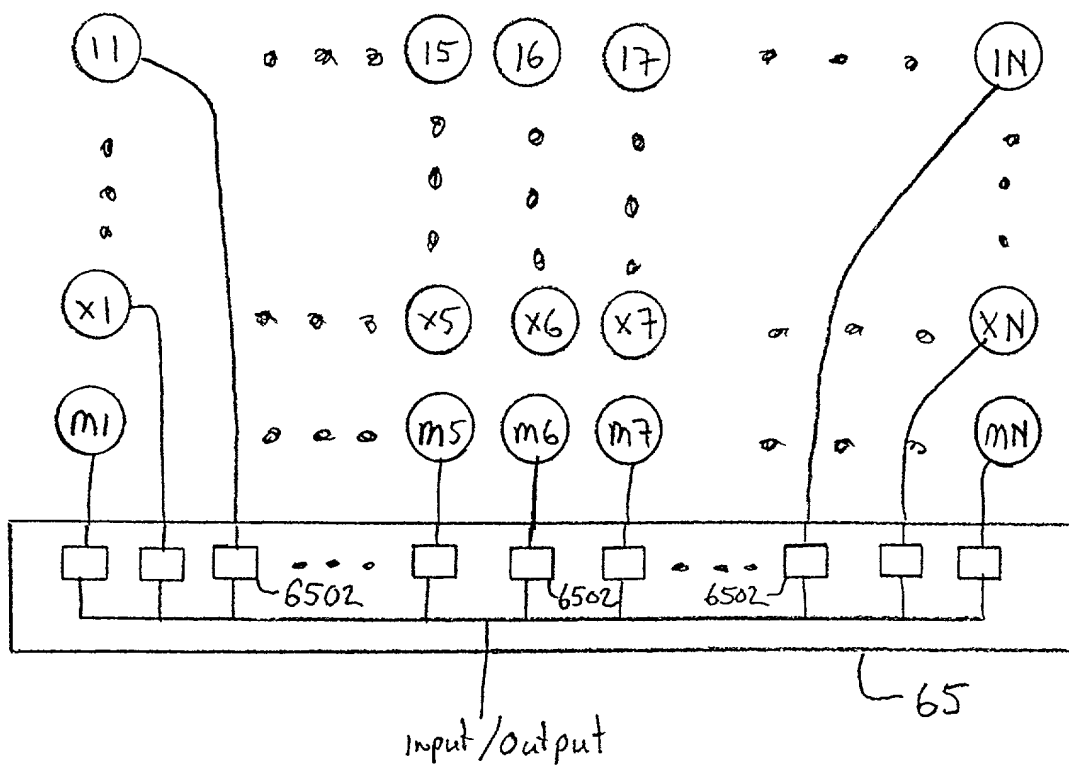 11 15 16 17 1N
X1 X5 X6 X7 XN
m1 m5 m6 m7 mN
6502 6502 6502
65
Input/Output